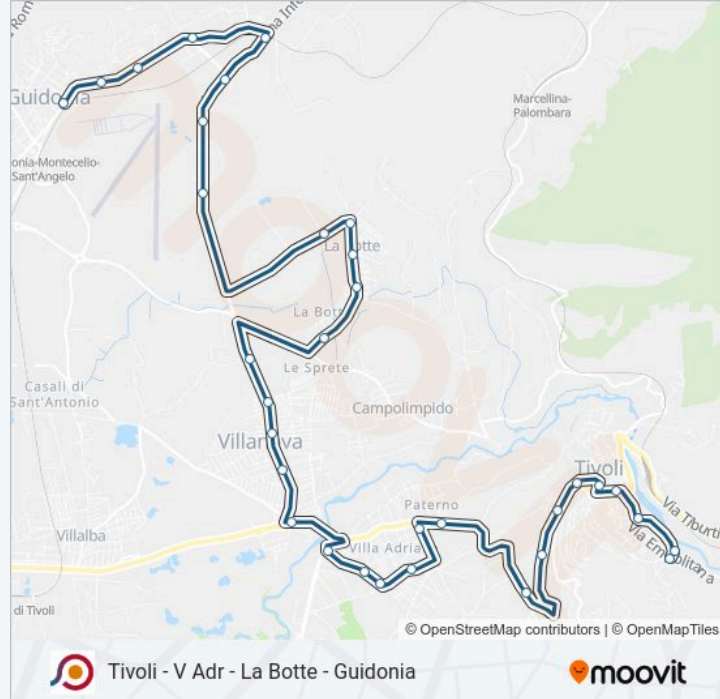 Guidonia
onia-Montecelio-
Sant'Angelo
Marcellina-
Palombara
La Botte
La Botte
Le Sprete
Casali di
Sant'Antonio
Campolimpido
Villanova
Tivoli
Paterno
Villalba
Villa Adria
Via Tiburti
Via Empolitana
di Tivoli
© OpenStreetMap contributors | © OpenMapTiles
Tivoli - V Adr - La Botte - Guidonia
moovit